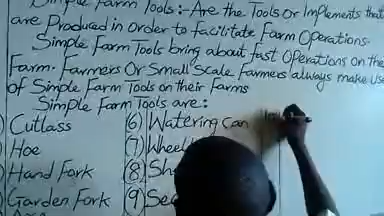 Simple Farm Tools:- Are the Tools or Implements that
are Produced in order to facilitate Farm Operations.
Simple Farm Tools bring about fast Operations on the
Farm. Farmers Or Small Scale Farmers always make use
of Simple Farm Tools on their Farms
Simple Farm Tools are:
Cutlass
Hoe
Hand Fork
Garden Fork
(6) Watering can
(7)
(8)
(9)